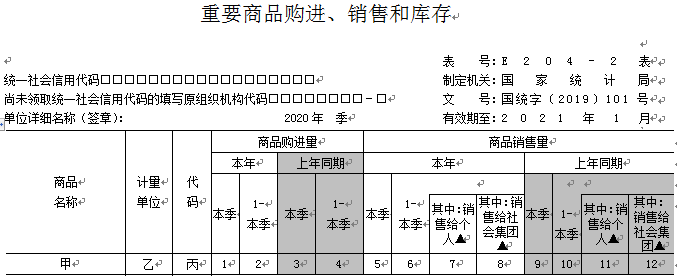 重要商品购进、销售和库存
表 号：E 2 0 4 - 2 表
统一社会信用代码□□□□□□□□□□□□□□□□□□ 制定机关：国 家 统 计 局
尚未领取统一社会信用代码的填写原组织机构代码□□□□□□□□-□ 文 号：国统字（2019）101 号
单位详细名称（签章）： 2020年 季 有效期至：2 0 2 1 年 1 月
商品名称 计量单位 代码 商品购进量 商品销售量
本年 上年同期 本年 上年同期
本季 1-本季 本季 1-本季 本季 1-本季 其中:销售给个人▲ 其中:销售给社会集团▲ 本季 1-本季 其中:销售给个人▲ 其中:销售给社会集团▲
甲 乙 丙 1 2 3 4 5 6 7 8 9 10 11 12